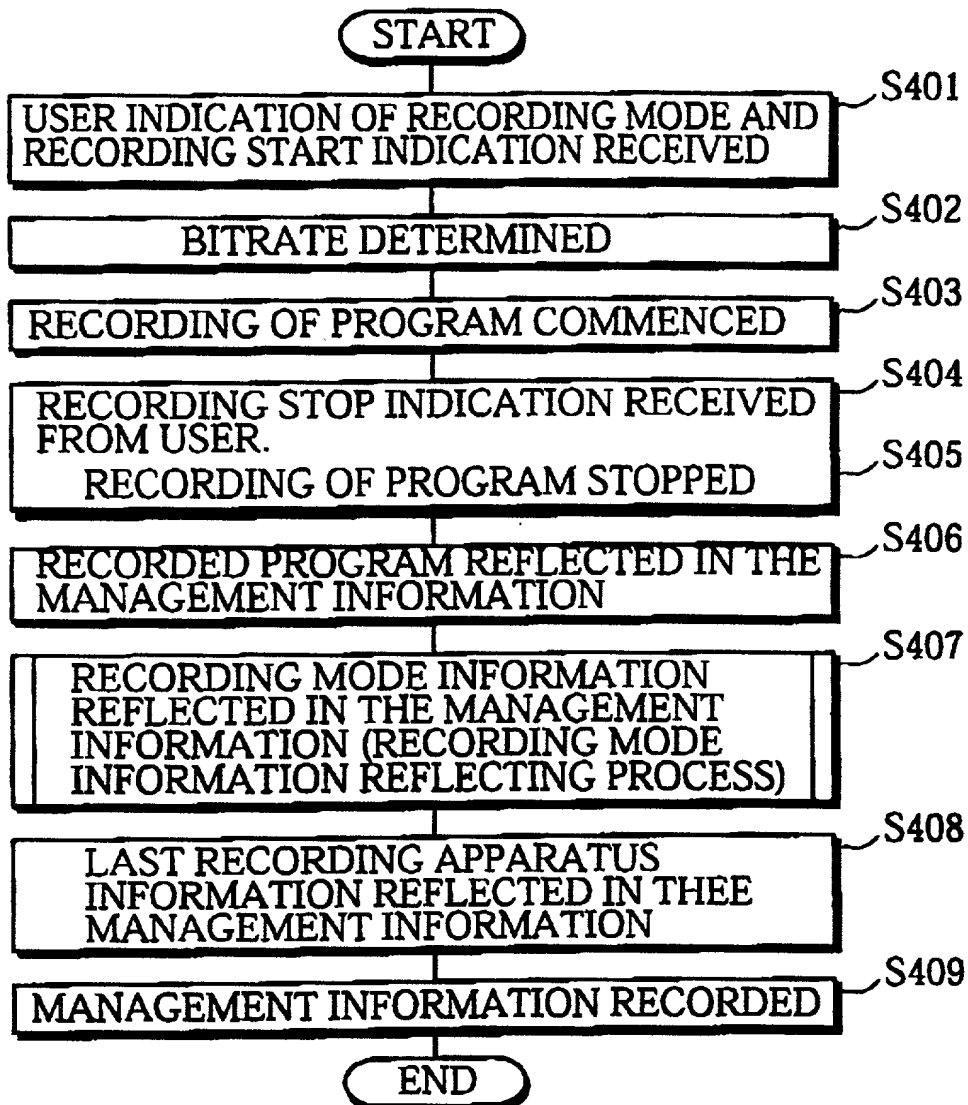 START
S401
USER INDICATION OF RECORDING MODE AND
RECORDING START INDICATION RECEIVED
S402
BITRATE DETERMINED
S403
RECORDING OF PROGRAM COMMENCED
S404
RECORDING STOP INDICATION RECEIVED
FROM USER.
S405
RECORDING OF PROGRAM STOPPED
S406
RECORDED PROGRAM REFLECTED IN THE
MANAGEMENT INFORMATION
S407
RECORDING MODE INFORMATION
REFLECTED IN THE MANAGEMENT
INFORMATION (RECORDING MODE
INFORMATION REFLECTING PROCESS)
S408
LAST RECORDING APPARATUS
INFORMATION REFLECTED IN THEE
MANAGEMENT INFORMATION
S409
MANAGEMENT INFORMATION RECORDED
END